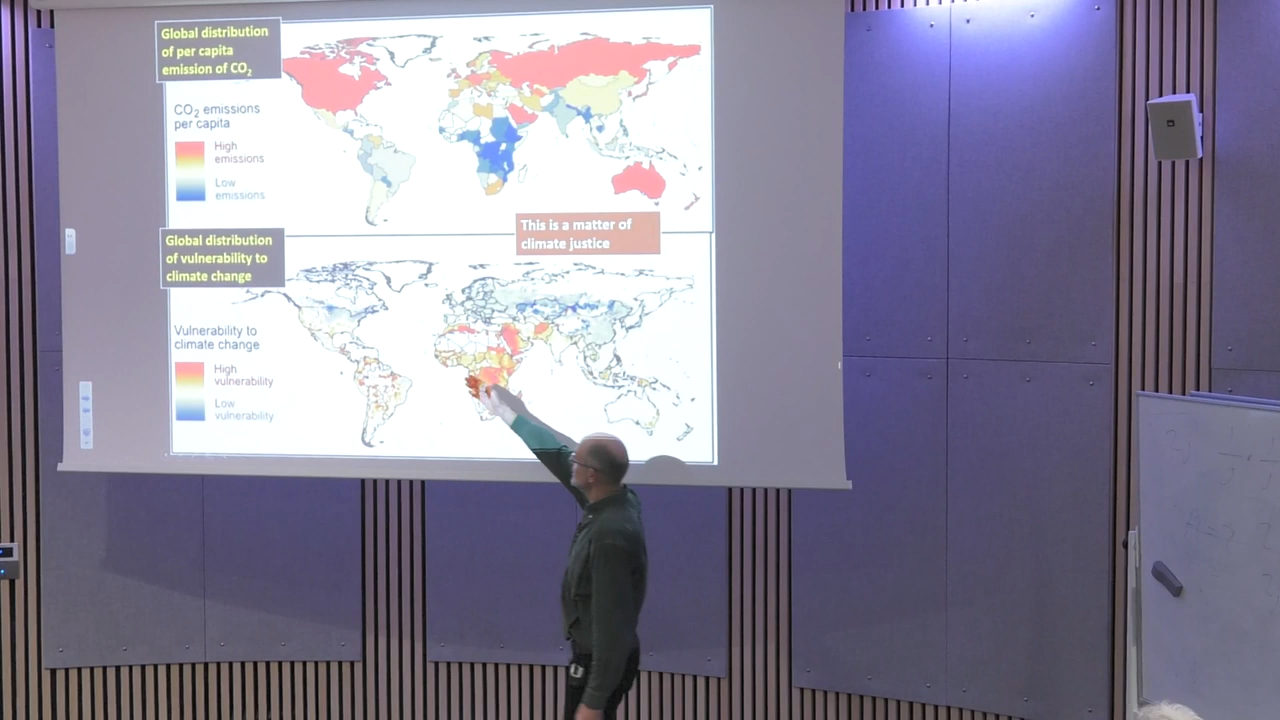 Global distribution
of per capita
emission of CO₂
CO₂ emissions
per capita
High
emissions
Low
emissions
This is a matter of
climate justice
Global distribution
of vulnerability to
climate change
Vulnerability to
climate change
High
vulnerability
Low
vulnerability